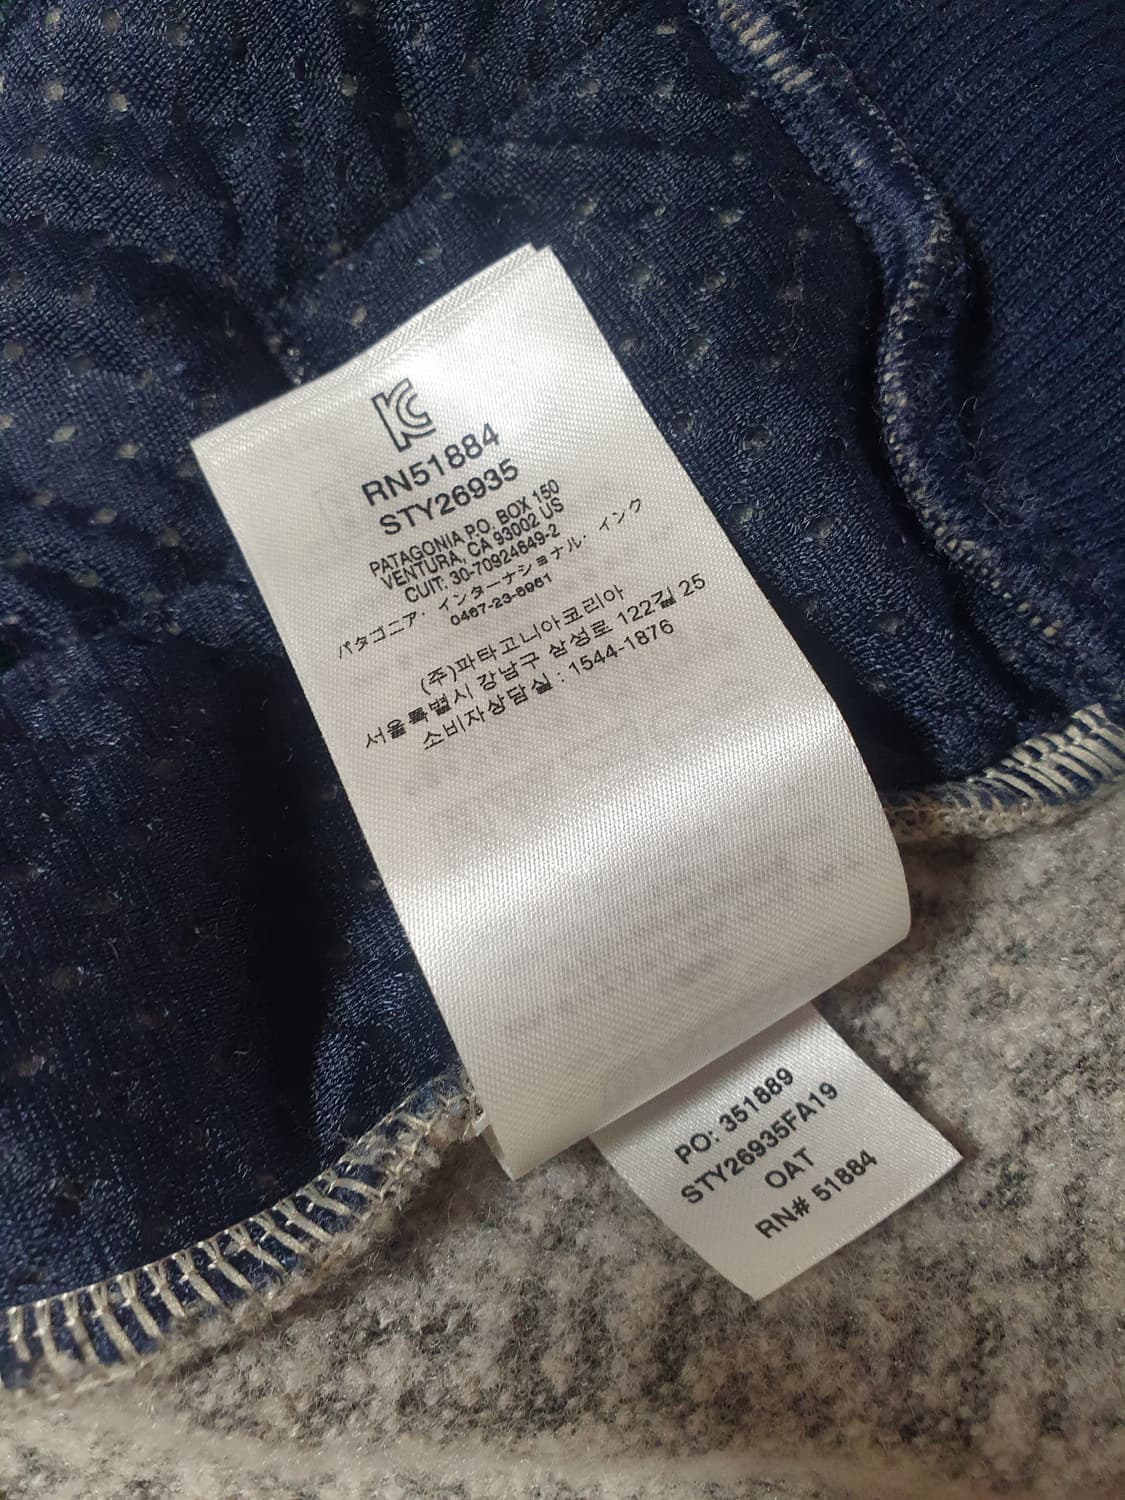 RN51884
STY26935
PATAGONIA P.O. BOX 150
VENTURA, CA 93002 US
CUIT: 30-70924649-2
パタゴニア・インターナショナル・インク
0467-23-8961
(주)파타고니아코리아
서울특별시 강남구 삼성로 122길 25
소비자상담실 : 1544-1876
PO: 351889
STY26935FA19
OAT
RN# 51884